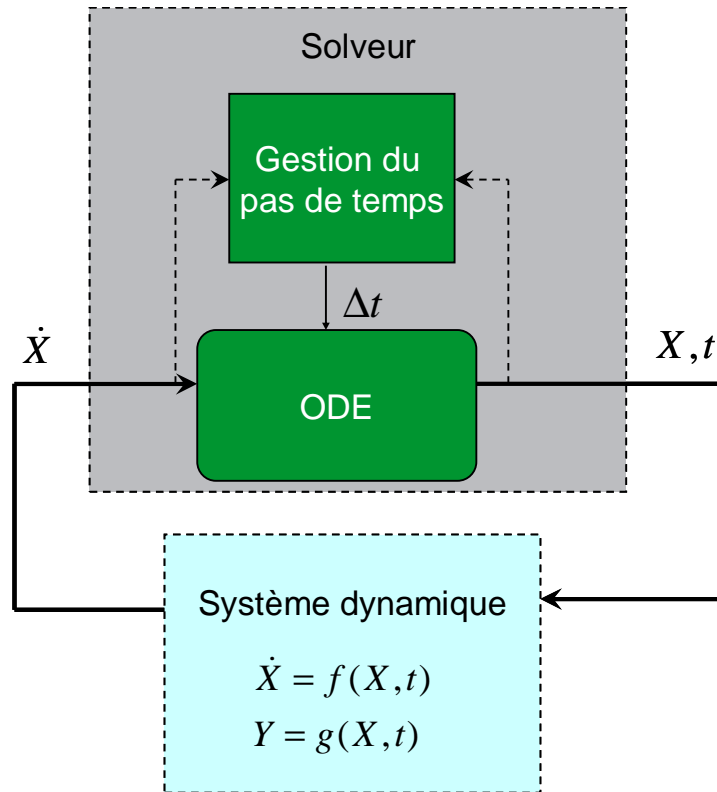 Solveur
Gestion du
pas de temps
Δt
Ẋ
X,t
ODE
Système dynamique
Ẋ = f(X,t)
Y = g(X,t)